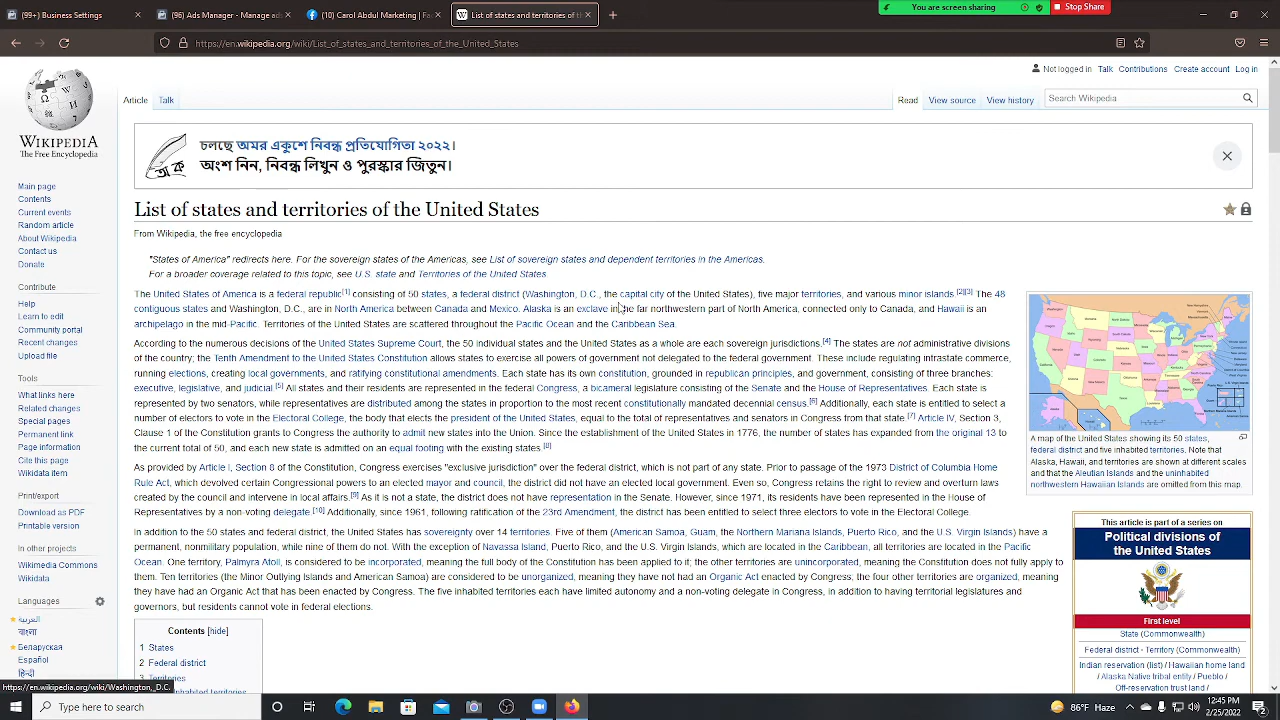 (99+) Business
(45) Ad Manager
(99+) Marketing
List of states and territories of th
You are screen sharing
Stop Share
https://en.wikipedia.org/wiki/List_of_states_and_territories_of_the_United_States
Not logged in Talk Contributions Create account Log in
Article Talk Read View source View history Search Wikipedia
WIKIPEDIA
The Free Encyclopedia
Main page
Contents
Current events
Random article
About Wikipedia
Contact us
Donate
Contribute
Help
Learn to edit
Community portal
Recent changes
Upload file
Tools
What links here
Related changes
Special pages
Permanent link
Page information
Cite this page
Wikidata item
Print/export
Download as PDF
Printable version
In other projects
Wikimedia Commons
Wikidata
Languages
العربية
বাংলা
Беларуская
Español
हिन्दी
চলছে অমর একুশে নিবন্ধ প্রতিযোগিতা ২০২২।
অংশ নিন, নিবন্ধ লিখুন ও পুরস্কার জিতুন।
List of states and territories of the United States
From Wikipedia, the free encyclopedia
"States of America" redirects here. For the sovereign states of the Americas, see List of sovereign states and dependent territories in the Americas.
For a broader coverage related to this topic, see U.S. state and Territories of the United States.
The United States of America is a federal republic[1] consisting of 50 states, a federal district (Washington, D.C., the capital city of the United States), five major territories, and various minor islands.[2][3] The 48
contiguous states and Washington, D.C., are in North America between Canada and Mexico. Alaska is an exclave in the far northwestern part of North America, connected only to Canada, and Hawaii is an
archipelago in the mid-Pacific. Territories of the United States are scattered throughout the Pacific Ocean and the Caribbean Sea.
According to the numerous decisions of the United States Supreme Court, the 50 individual states and the United States as a whole are each sovereign jurisdictions.[4] The states are not administrative divisions
of the country; the Tenth Amendment to the United States Constitution allows states to exercise all powers of government not delegated to the federal government. These include regulating intrastate commerce,
running elections, creating local governments, and ratifying constitutional amendments. Each state has its own constitution, grounded in republican principles, and government, consisting of three branches:
executive, legislative, and judicial.[5] All states and their residents are represented in the federal Congress, a bicameral legislature consisting of the Senate and the House of Representatives. Each state is
represented by two senators, while representatives are distributed among the states in proportion to the most recent constitutionally mandated decennial census.[6] Additionally, each state is entitled to select a
number of electors to vote in the Electoral College, the body that elects the president of the United States, equal to the total of representatives and senators in Congress from that state.[7] Article IV, Section 3,
Clause 1 of the Constitution grants to Congress the authority to admit new states into the Union. Since the establishment of the United States in 1776, the number of states has expanded from the original 13 to
the current total of 50, and each new state is admitted on an equal footing with the existing states.[8]
As provided by Article I, Section 8 of the Constitution, Congress exercises "exclusive jurisdiction" over the federal district, which is not part of any state. Prior to passage of the 1973 District of Columbia Home
Rule Act, which devolved certain Congressional powers to an elected mayor and council, the district did not have an elected local government. Even so, Congress retains the right to review and overturn laws
created by the council and intervene in local affairs.[9] As it is not a state, the district does not have representation in the Senate. However, since 1971, its residents have been represented in the House of
Representatives by a non-voting delegate.[10] Additionally, since 1961, following ratification of the 23rd Amendment, the district has been entitled to select three electors to vote in the Electoral College.
In addition to the 50 states and federal district, the United States has sovereignty over 14 territories. Five of them (American Samoa, Guam, the Northern Mariana Islands, Puerto Rico, and the U.S. Virgin Islands) have a
permanent, nonmilitary population, while nine of them do not. With the exception of Navassa Island, Puerto Rico, and the U.S. Virgin Islands, which are located in the Caribbean, all territories are located in the Pacific
Ocean. One territory, Palmyra Atoll, is considered to be incorporated, meaning the full body of the Constitution has been applied to it; the other territories are unincorporated, meaning the Constitution does not fully apply to
them. Ten territories (the Minor Outlying Islands and American Samoa) are considered to be unorganized, meaning they have not had an Organic Act enacted by Congress; the four other territories are organized, meaning
they have had an Organic Act that has been enacted by Congress. The five inhabited territories each have limited autonomy and a non-voting delegate in Congress, in addition to having territorial legislatures and
governors, but residents cannot vote in federal elections.
Contents [hide]
1 States
2 Federal district
3 Territories
inhabited territories
A map of the United States showing its 50 states,
federal district and five inhabited territories. Note that
Alaska, Hawaii, and territories are shown at different scales
and that the Aleutian Islands and the uninhabited
northwestern Hawaiian Islands are omitted from this map.
This article is part of a series on
Political divisions of
the United States
First level
State (Commonwealth)
Federal district · Territory (Commonwealth)
Indian reservation (list) / Hawaiian home land
/ Alaska Native tribal entity / Pueblo /
Off-reservation trust land /
https://en.wikipedia.org/wiki/Washington,_D.C.
Type here to search
86°F Haze
12:45 PM
2/25/2022